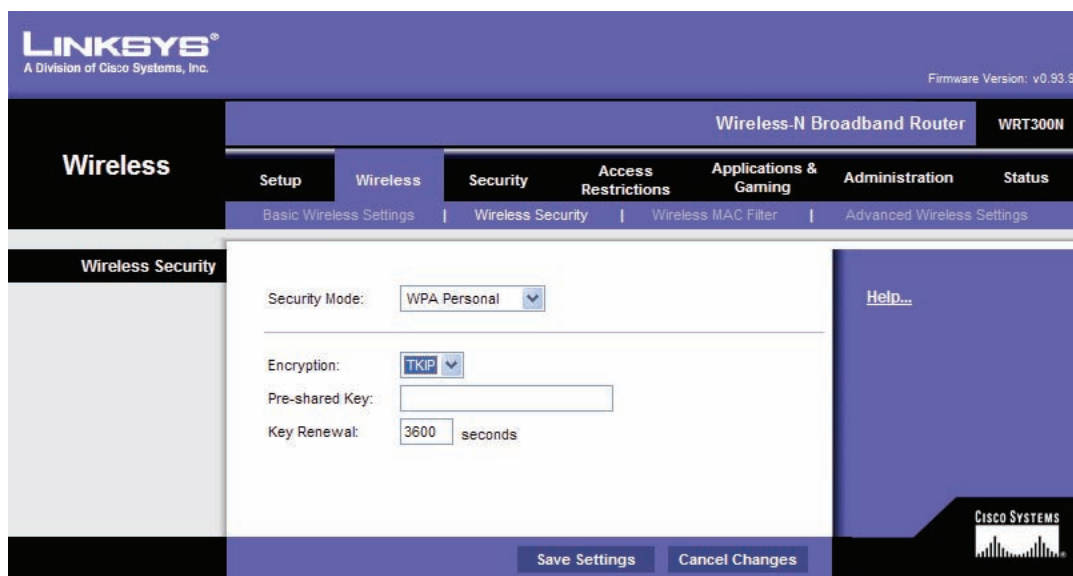 LINKSYS®
A Division of Cisco Systems, Inc.
Firmware Version: v0.93.9
Wireless-N Broadband Router WRT300N
Wireless
Setup Wireless Security Access Restrictions Applications & Gaming Administration Status
Basic Wireless Settings | Wireless Security | Wireless MAC Filter | Advanced Wireless Settings
Wireless Security
Security Mode: WPA Personal
Help...
Encryption: TKIP
Pre-shared Key:
Key Renewal: 3600 seconds
CISCO SYSTEMS
Save Settings Cancel Changes